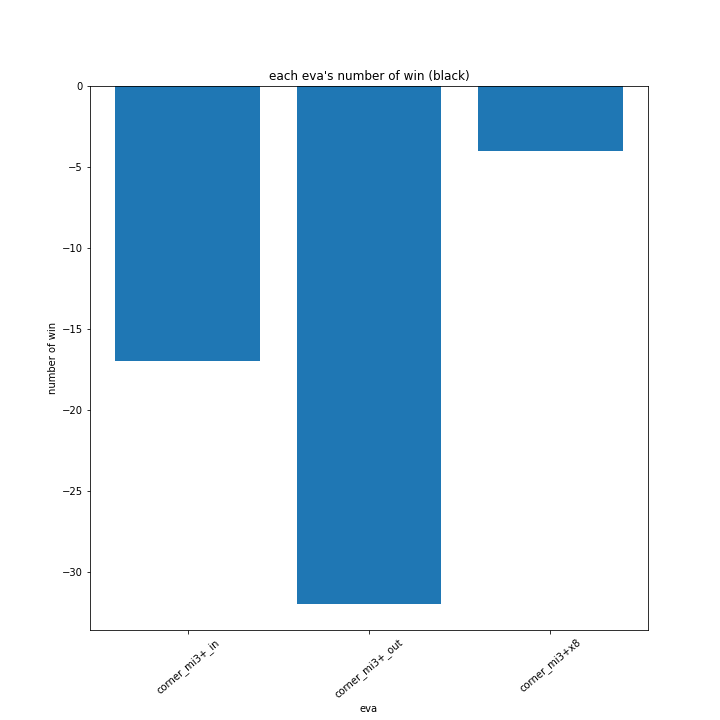 each eva's number of win (black)
0
−5
−10
−15
−20
−25
−30
number of win
corner_mi3+_in
corner_mi3+_out
corner_mi3+x8
eva